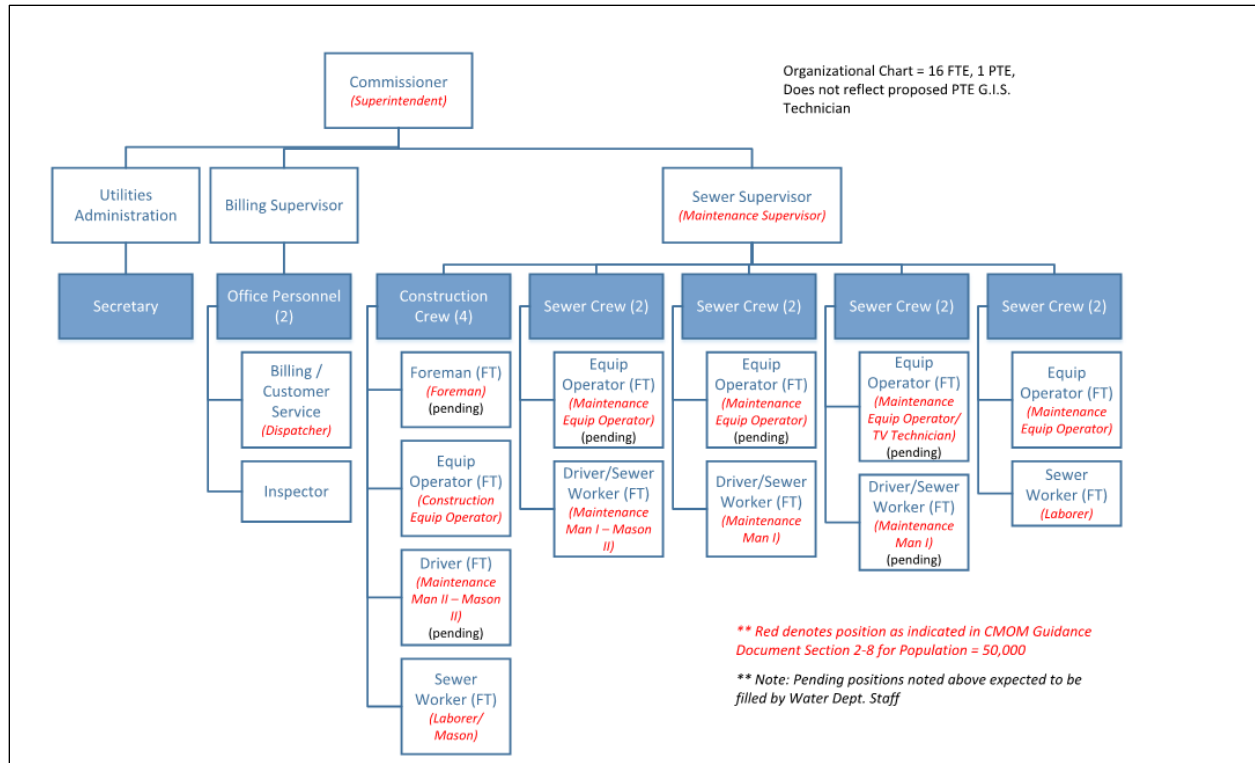 Organizational Chart = 16 FTE, 1 PTE,
Does not reflect proposed PTE G.I.S.
Technician
Commissioner
(Superintendent)
Utilities
Administration
Billing Supervisor
Sewer Supervisor
(Maintenance Supervisor)
Secretary
Office Personnel
(2)
Construction
Crew (4)
Sewer Crew (2)
Sewer Crew (2)
Sewer Crew (2)
Sewer Crew (2)
Billing /
Customer
Service
(Dispatcher)
Inspector
Foreman (FT)
(Foreman)
(pending)
Equip
Operator (FT)
(Construction
Equip Operator)
Driver (FT)
(Maintenance
Man II – Mason
II)
(pending)
Sewer
Worker (FT)
(Laborer/
Mason)
Equip
Operator (FT)
(Maintenance
Equip Operator)
(pending)
Driver/Sewer
Worker (FT)
(Maintenance
Man I – Mason
II)
Equip
Operator (FT)
(Maintenance
Equip Operator)
(pending)
Driver/Sewer
Worker (FT)
(Maintenance
Man I)
Equip
Operator (FT)
(Maintenance
Equip Operator/
TV Technician)
(pending)
Driver/Sewer
Worker (FT)
(Maintenance
Man I)
(pending)
Equip
Operator (FT)
(Maintenance
Equip Operator)
Sewer
Worker (FT)
(Laborer)
** Red denotes position as indicated in CMOM Guidance
Document Section 2-8 for Population = 50,000
** Note: Pending positions noted above expected to be
filled by Water Dept. Staff